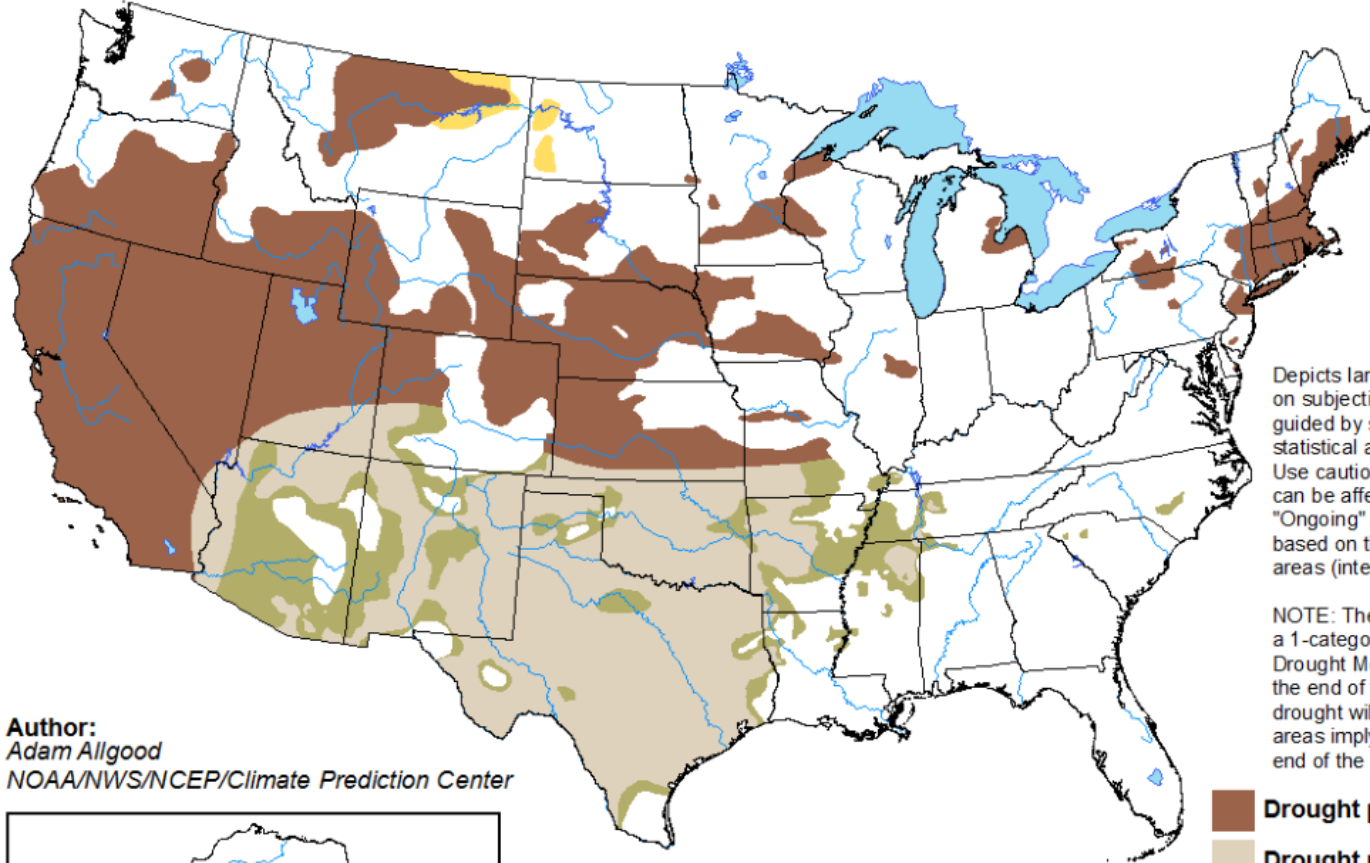 Depicts lar
on subjecti
guided by s
statistical a
Use cautio
can be affe
"Ongoing"
based on t
areas (inte
NOTE: The
a 1-catego
Drought M
the end of
drought wil
areas imply
end of the
Author:
Adam Allgood
NOAA/NWS/NCEP/Climate Prediction Center
Drought p
Drought